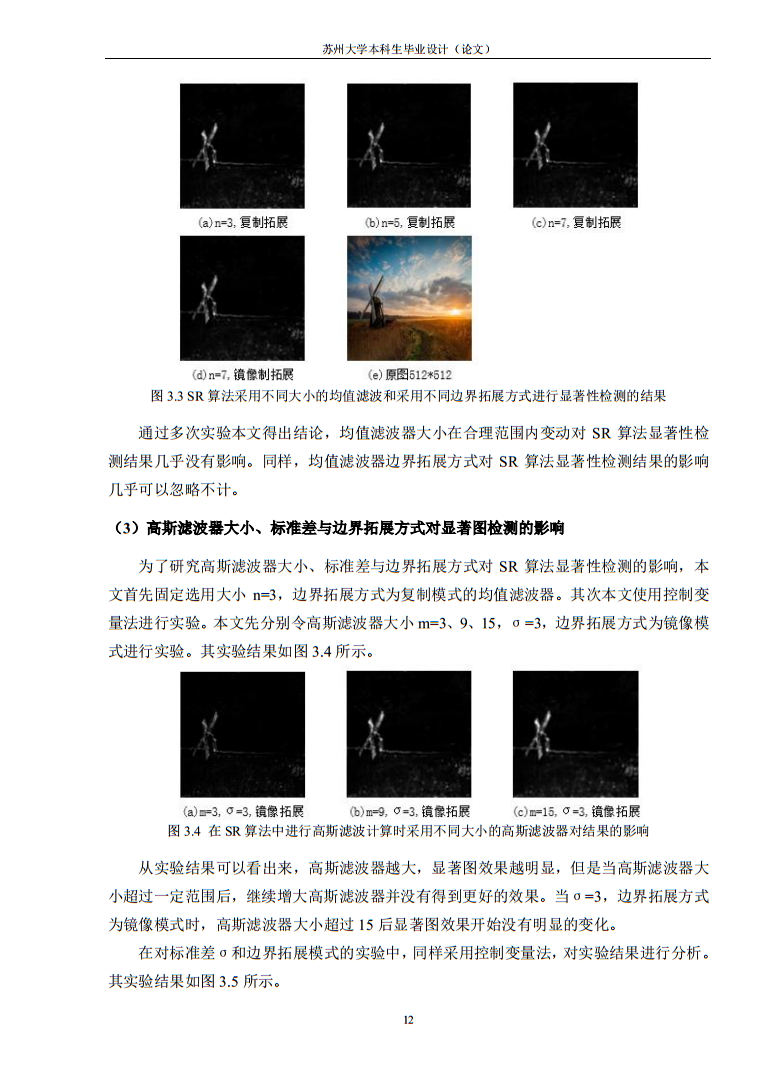 苏州大学本科生毕业设计（论文）
(a)n=3,复制拓展 (b)n=5,复制拓展 (c)n=7,复制拓展
(d)n=7,镜像制拓展 (e)原图512*512
图 3.3 SR 算法采用不同大小的均值滤波和采用不同边界拓展方式进行显著性检测的结果
通过多次实验本文得出结论，均值滤波器大小在合理范围内变动对 SR 算法显著性检
测结果几乎没有影响。同样，均值滤波器边界拓展方式对 SR 算法显著性检测结果的影响
几乎可以忽略不计。
（3）高斯滤波器大小、标准差与边界拓展方式对显著图检测的影响
为了研究高斯滤波器大小、标准差与边界拓展方式对 SR 算法显著性检测的影响，本
文首先固定选用大小 n=3，边界拓展方式为复制模式的均值滤波器。其次本文使用控制变
量法进行实验。本文先分别令高斯滤波器大小 m=3、9、15，σ=3，边界拓展方式为镜像模
式进行实验。其实验结果如图 3.4 所示。
(a)m=3, σ=3,镜像拓展 (b)m=9, σ=3,镜像拓展 (c)m=15, σ=3,镜像拓展
图 3.4 在 SR 算法中进行高斯滤波计算时采用不同大小的高斯滤波器对结果的影响
从实验结果可以看出来，高斯滤波器越大，显著图效果越明显，但是当高斯滤波器大
小超过一定范围后，继续增大高斯滤波器并没有得到更好的效果。当σ=3，边界拓展方式
为镜像模式时，高斯滤波器大小超过 15 后显著图效果开始没有明显的变化。
在对标准差σ和边界拓展模式的实验中，同样采用控制变量法，对实验结果进行分析。
其实验结果如图 3.5 所示。
12